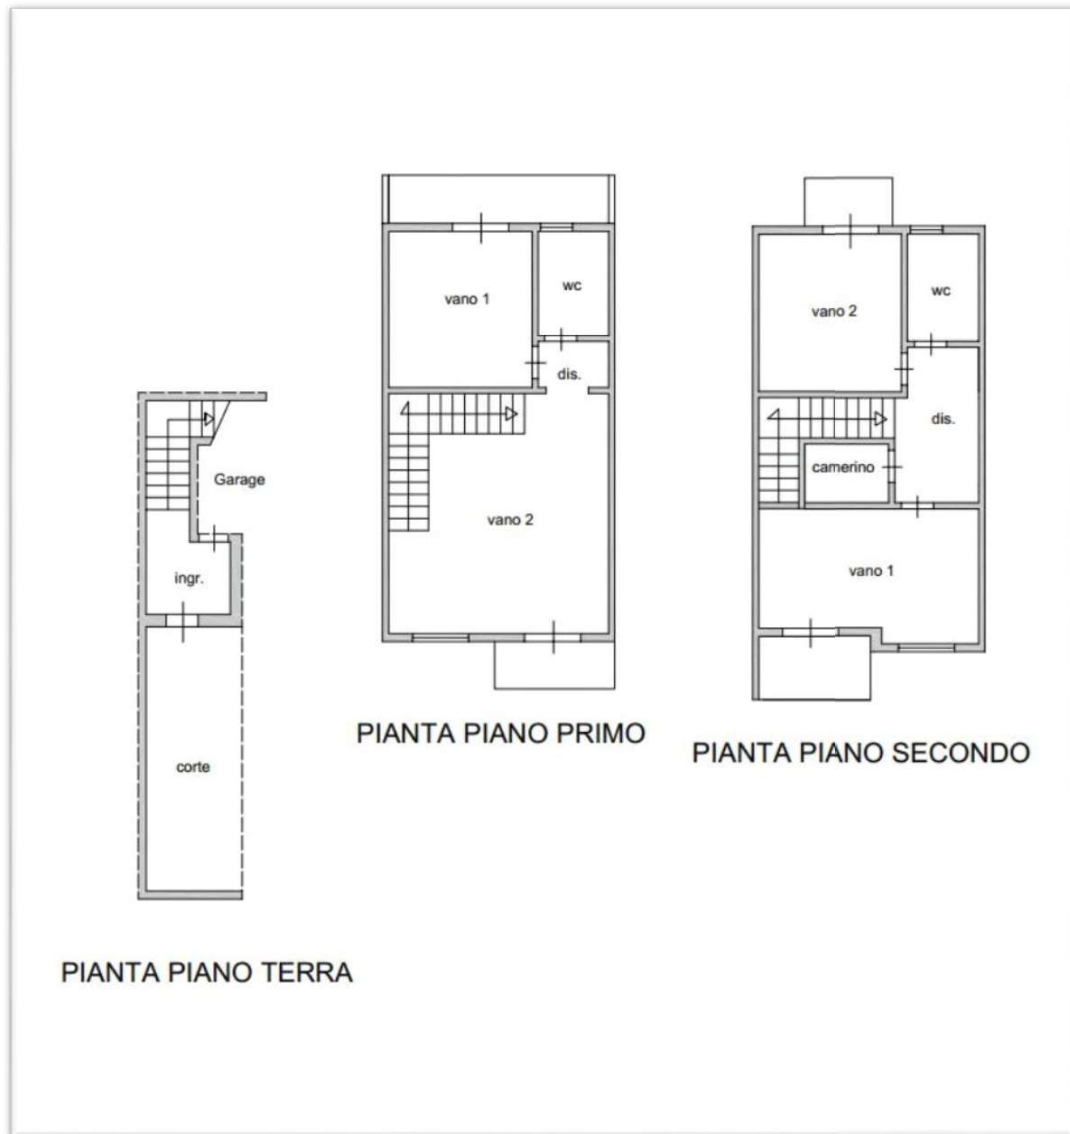 Garage
ingr.
corte
PIANTA PIANO TERRA
vano 1
wc
dis.
vano 2
PIANTA PIANO PRIMO
vano 2
wc
dis.
camerino
vano 1
PIANTA PIANO SECONDO